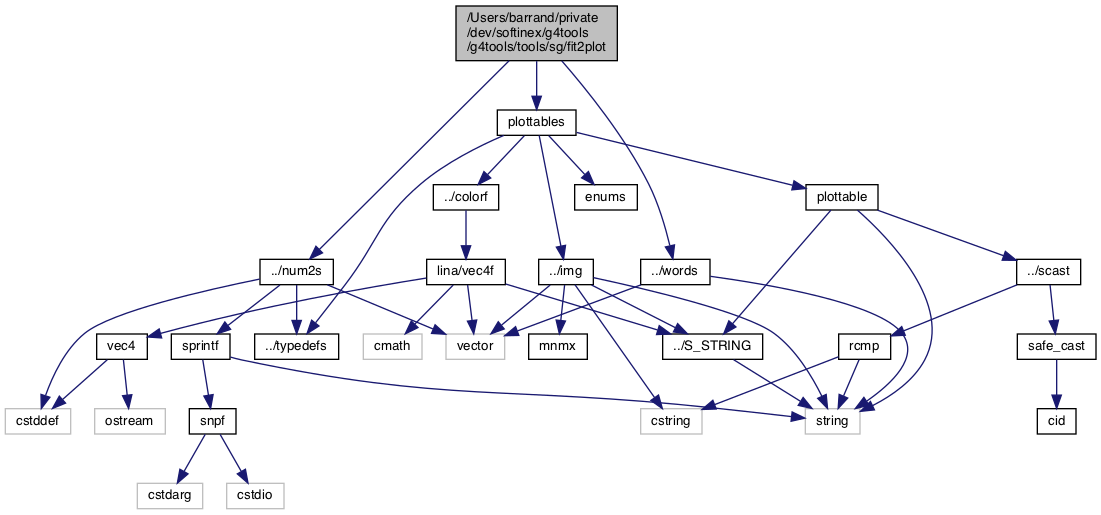 /Users/barrand/private
/dev/softinex/g4tools
/g4tools/tools/sg/fit2plot
plottables
../colorf
enums
plottable
../num2s
lina/vec4f
../img
../words
../scast
vec4
sprintf
../typedefs
cmath
vector
mnmx
../S_STRING
rcmp
safe_cast
cstddef
ostream
snpf
cstring
string
cid
cstdarg
cstdio